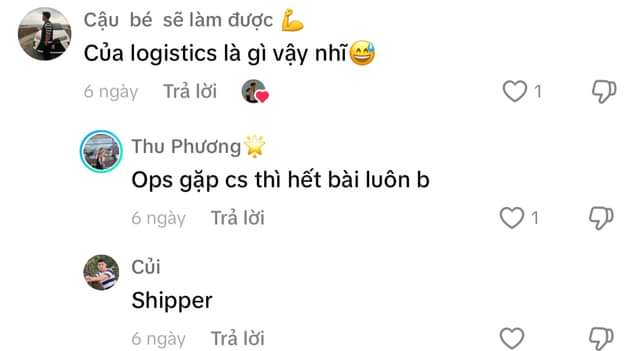 Cậu bé sẽ làm được 💪
Của logistics là gì vậy nhĩ😅
6 ngày Trả lời 1
Thu Phương🌟
Ops gặp cs thì hết bài luôn b
6 ngày Trả lời 1
Củi
Shipper
6 ngày Trả lời